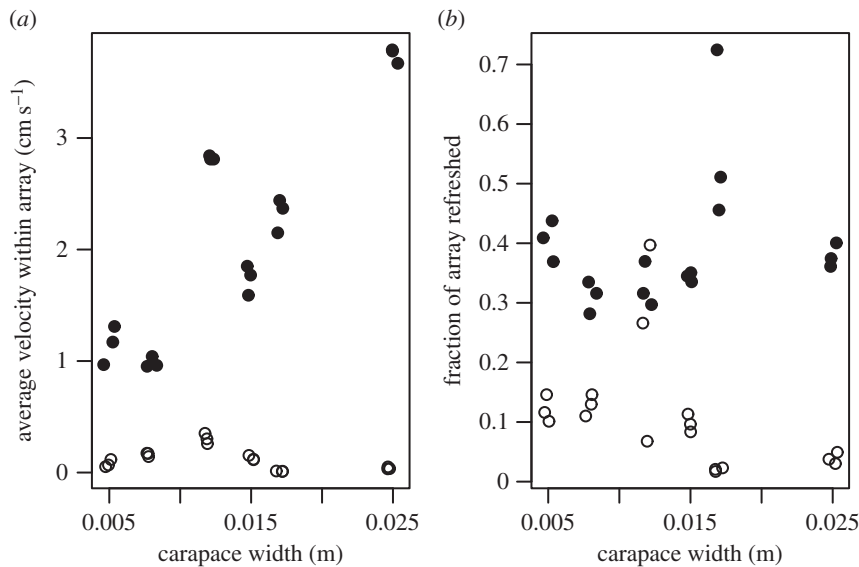 (a)
average velocity within array (cm s⁻¹)
3
2
1
0
0.005 0.015 0.025
carapace width (m)
(b)
fraction of array refreshed
0.7
0.6
0.5
0.4
0.3
0.2
0.1
0
0.005 0.015 0.025
carapace width (m)